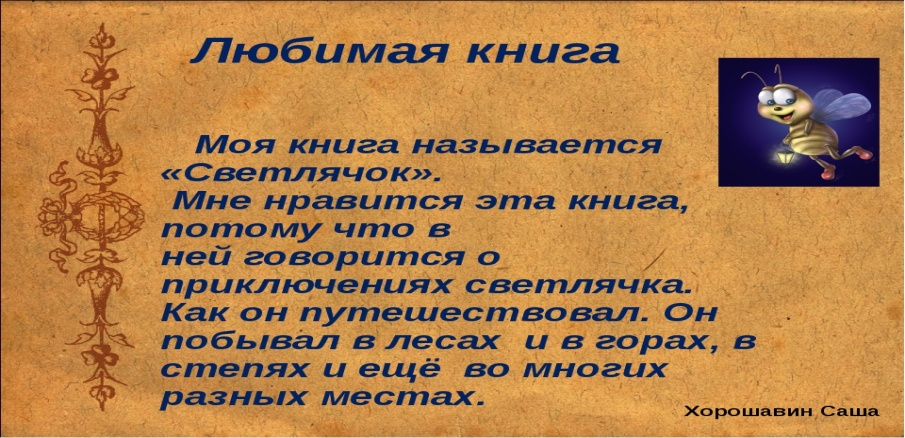 Любимая книга
Моя книга называется
«Светлячок».
Мне нравится эта книга,
потому что в
ней говорится о
приключениях светлячка.
Как он путешествовал. Он
побывал в лесах и в горах, в
степях и ещё во многих
разных местах.
Хорошавин Саша